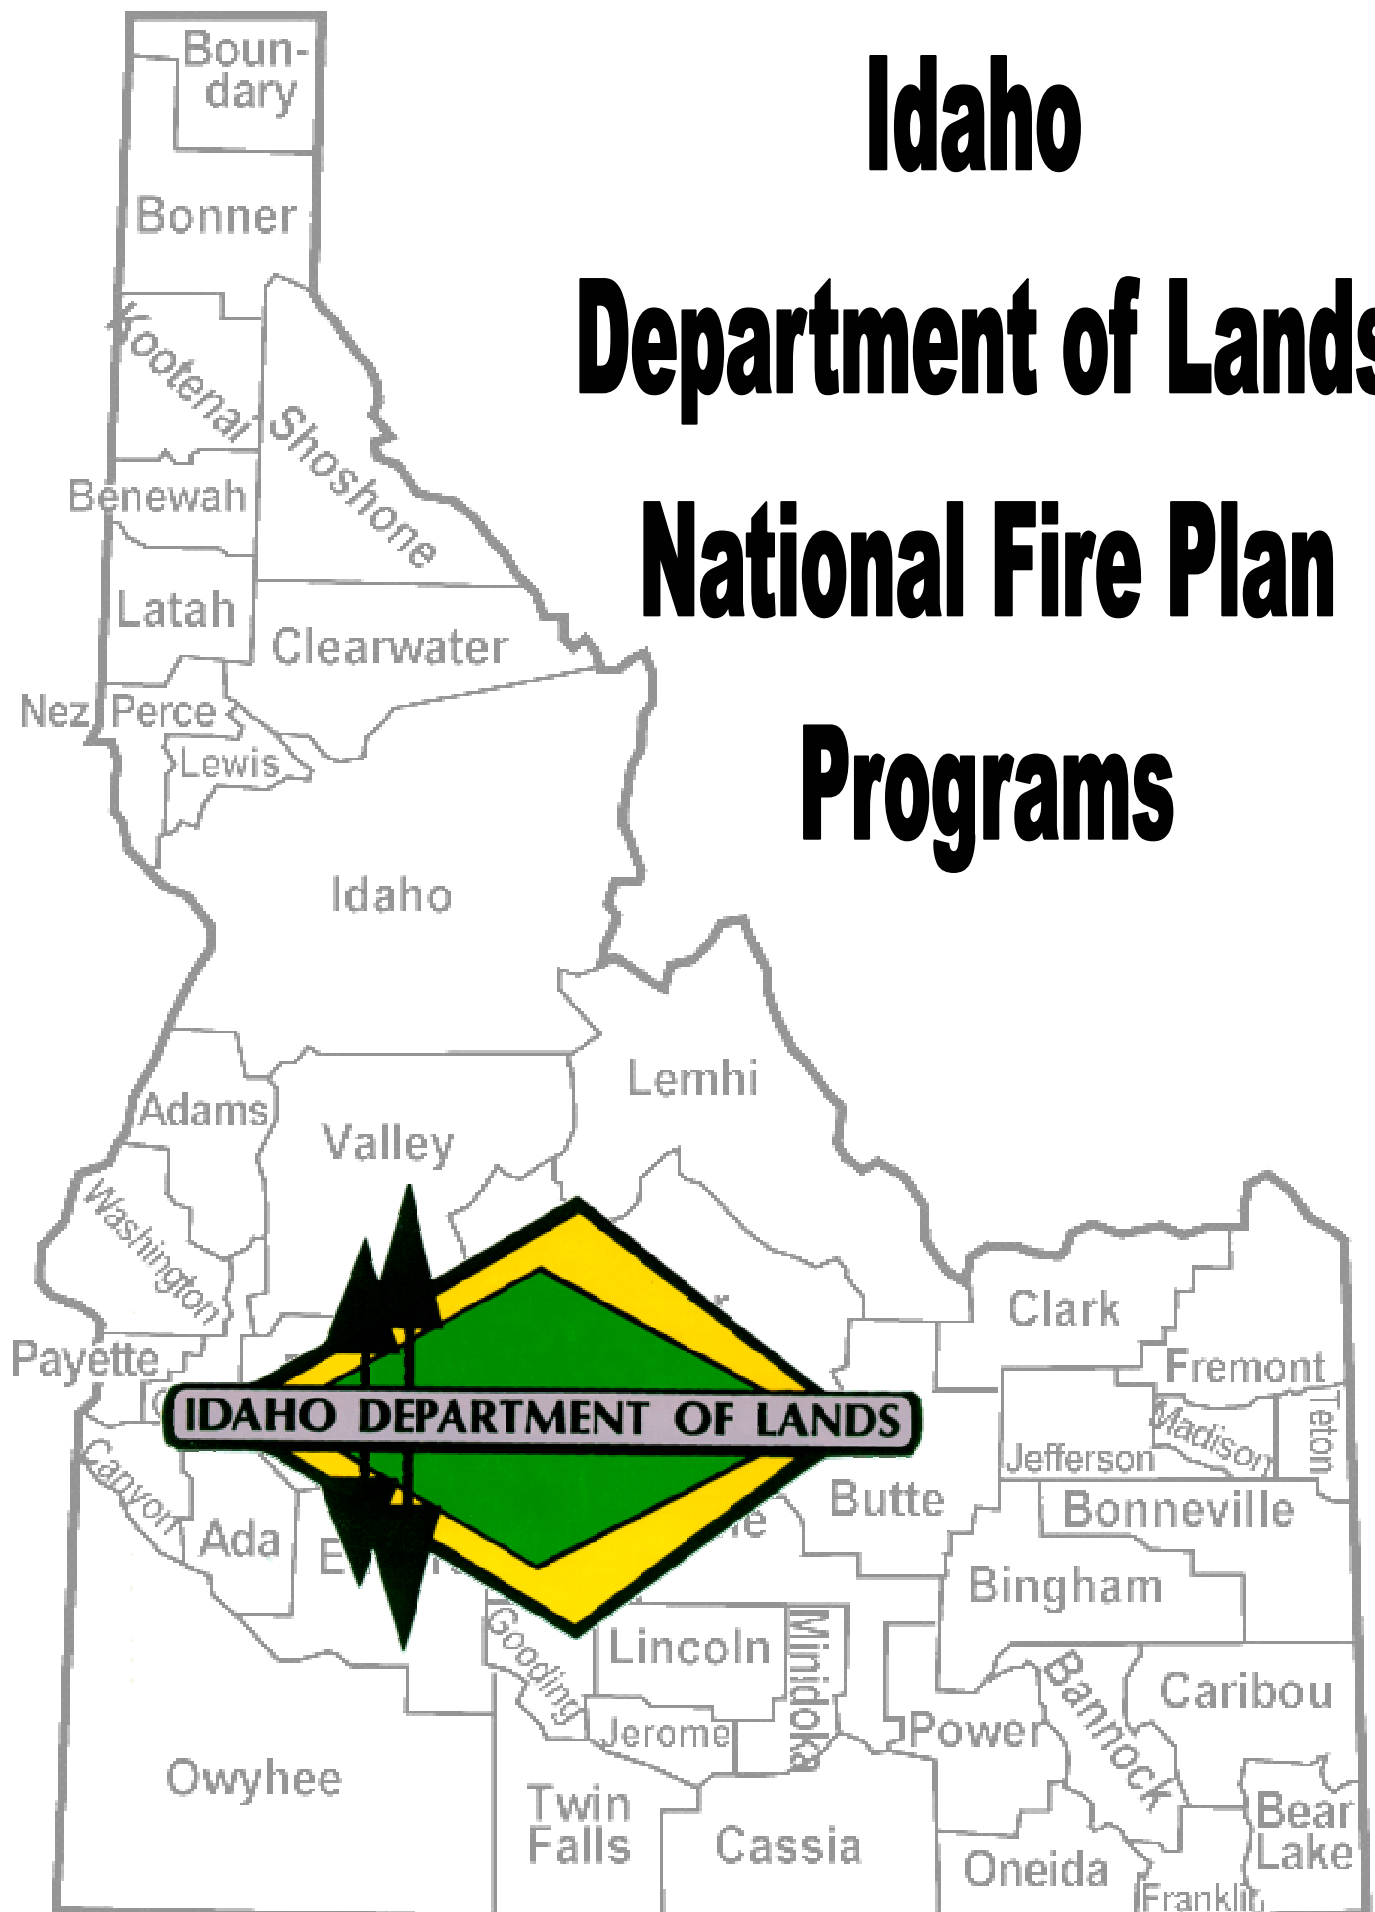 Idaho
Department of Lands
National Fire Plan
Programs
Boun-
dary
Bonner
Kootenai
Shoshone
Benewah
Latah
Clearwater
Nez Perce
Lewis
Idaho
Lemhi
Adams
Valley
Washington
Clark
Payette
Fremont
IDAHO DEPARTMENT OF LANDS
Madison
Teton
Jefferson
Canyon
Butte
Bonneville
Ada
Bingham
Gooding
Lincoln
Minidoka
Bannock
Caribou
Jerome
Power
Owyhee
Twin
Falls
Cassia
Bear
Lake
Oneida
Franklin